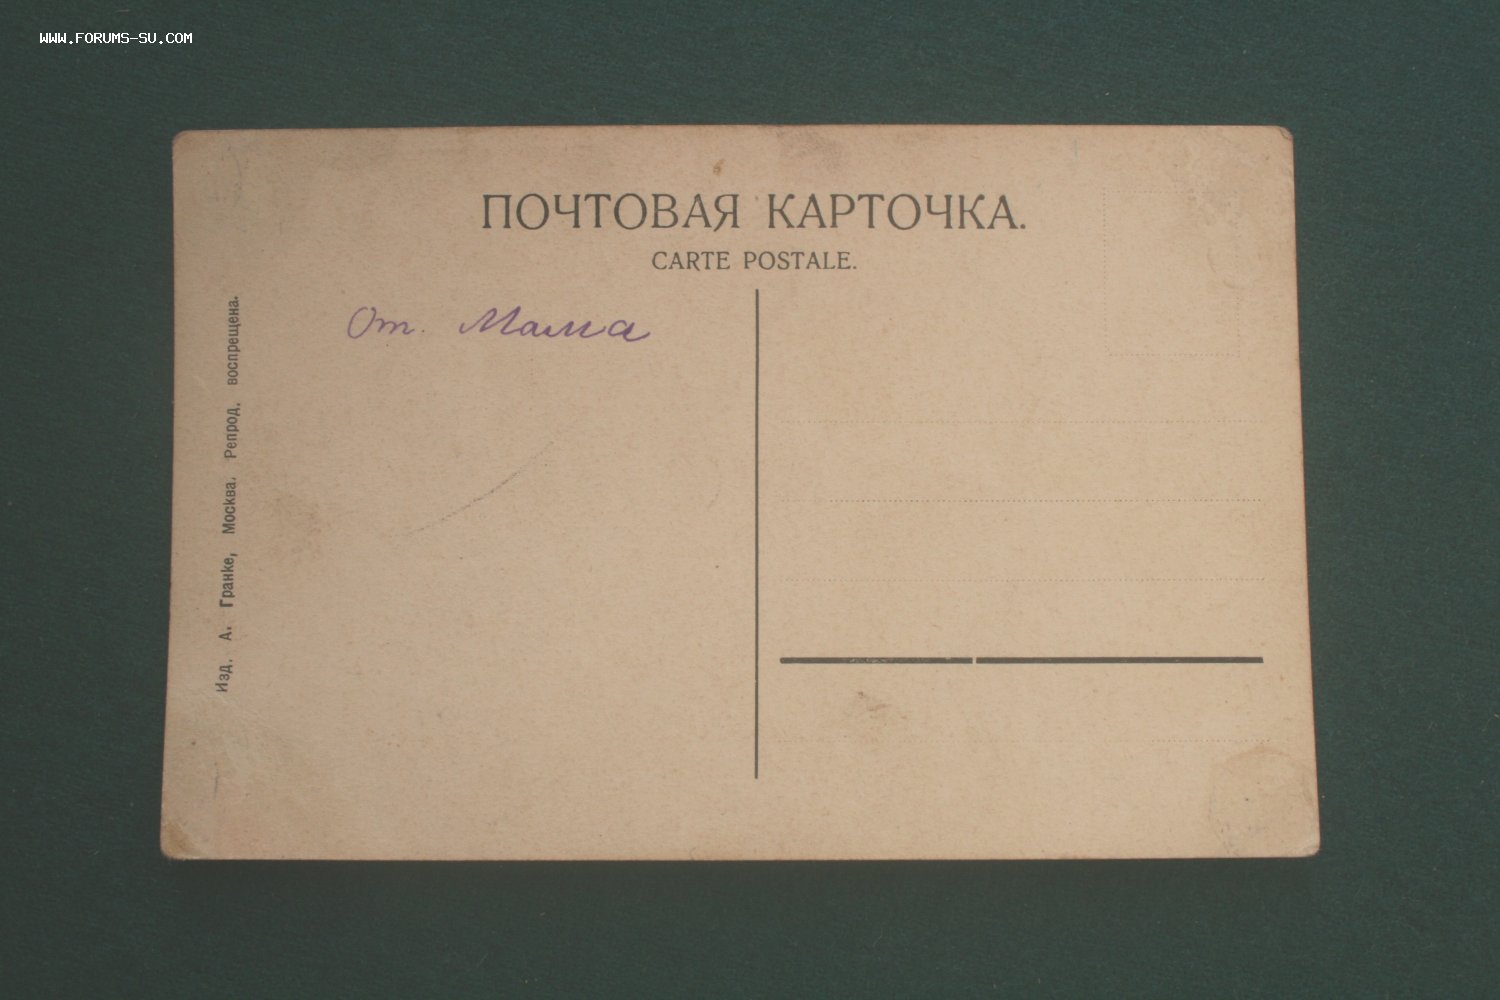 WWW.FORUMS-SU.COM
ПОЧТОВАЯ КАРТОЧКА.
CARTE POSTALE.
От. Мама
Изд. А. Гранке, Москва. Репрод. воспрещена.